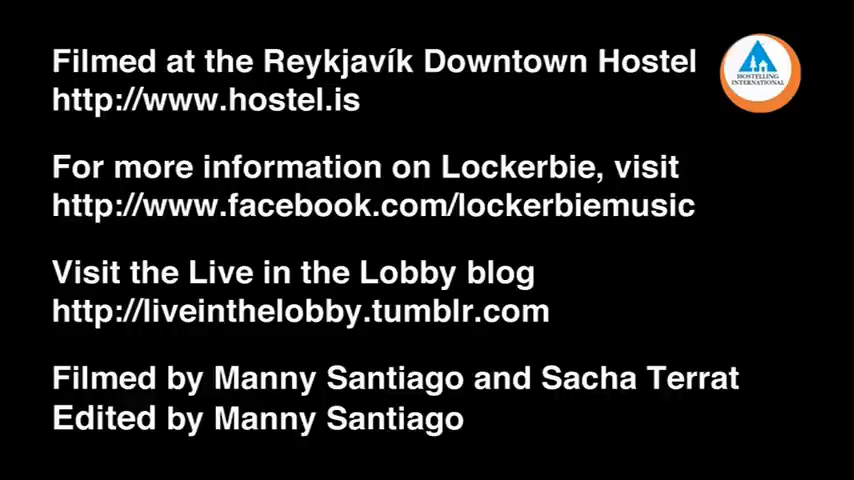 Filmed at the Reykjavík Downtown Hostel
http://www.hostel.is
HOSTELLING
INTERNATIONAL
For more information on Lockerbie, visit
http://www.facebook.com/lockerbiemusic
Visit the Live in the Lobby blog
http://liveinthelobby.tumblr.com
Filmed by Manny Santiago and Sacha Terrat
Edited by Manny Santiago